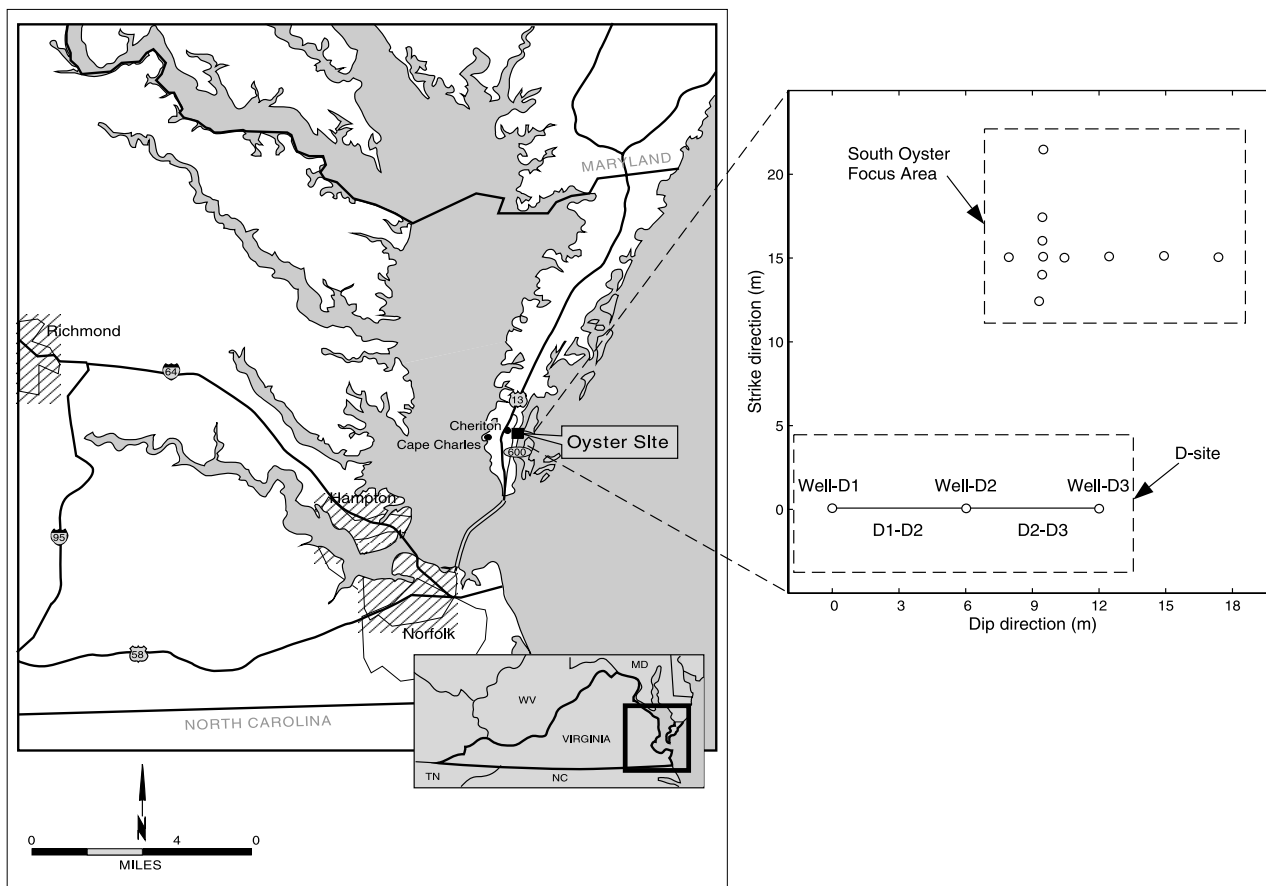 MARYLAND
Richmond
64
13
Cheriton
Cape Charles
Oyster SIte
600
Hampton
95
Norfolk
58
NORTH CAROLINA
MD
WV
VIRGINIA
TN
NC
N
0 4 0
MILES
South Oyster
Focus Area
D-site
Well-D1 Well-D2 Well-D3
D1-D2 D2-D3
20
15
10
5
0
Strike direction (m)
0 3 6 9 12 15 18
Dip direction (m)